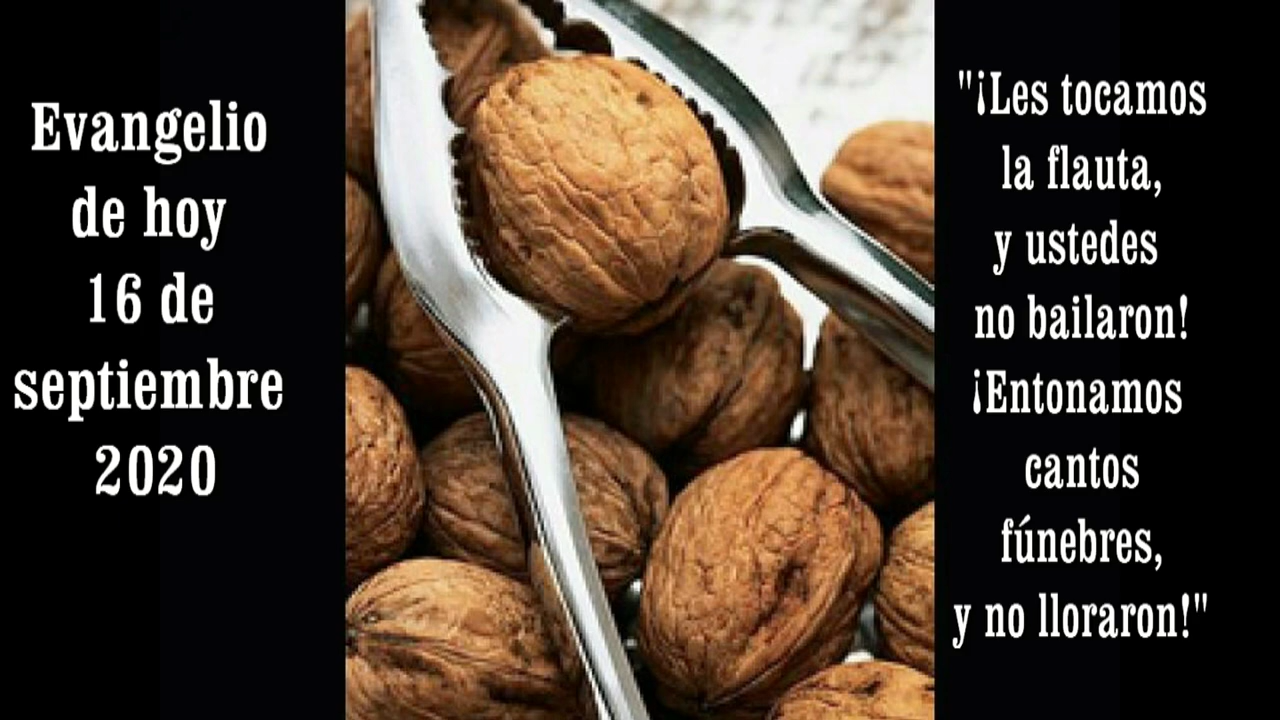 Evangelio
de hoy
16 de
septiembre
2020
"¡Les tocamos
la flauta,
y ustedes
no bailaron!
¡Entonamos
cantos
fúnebres,
y no lloraron!"